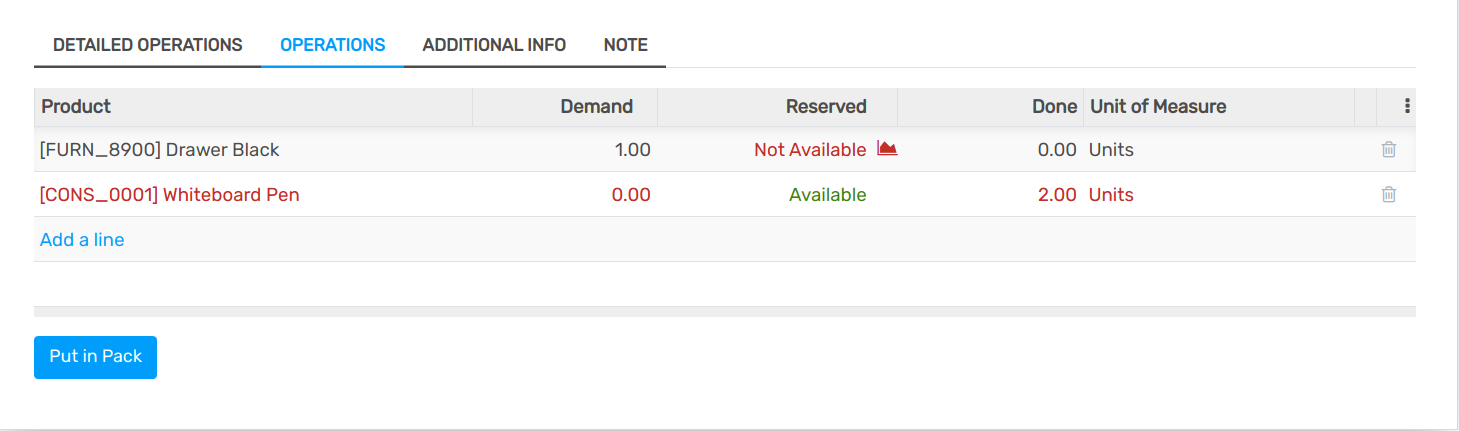 DETAILED OPERATIONS OPERATIONS ADDITIONAL INFO NOTE
Product Demand Reserved Done Unit of Measure
[FURN_8900] Drawer Black 1.00 Not Available 0.00 Units
[CONS_0001] Whiteboard Pen 0.00 Available 2.00 Units
Add a line
Put in Pack